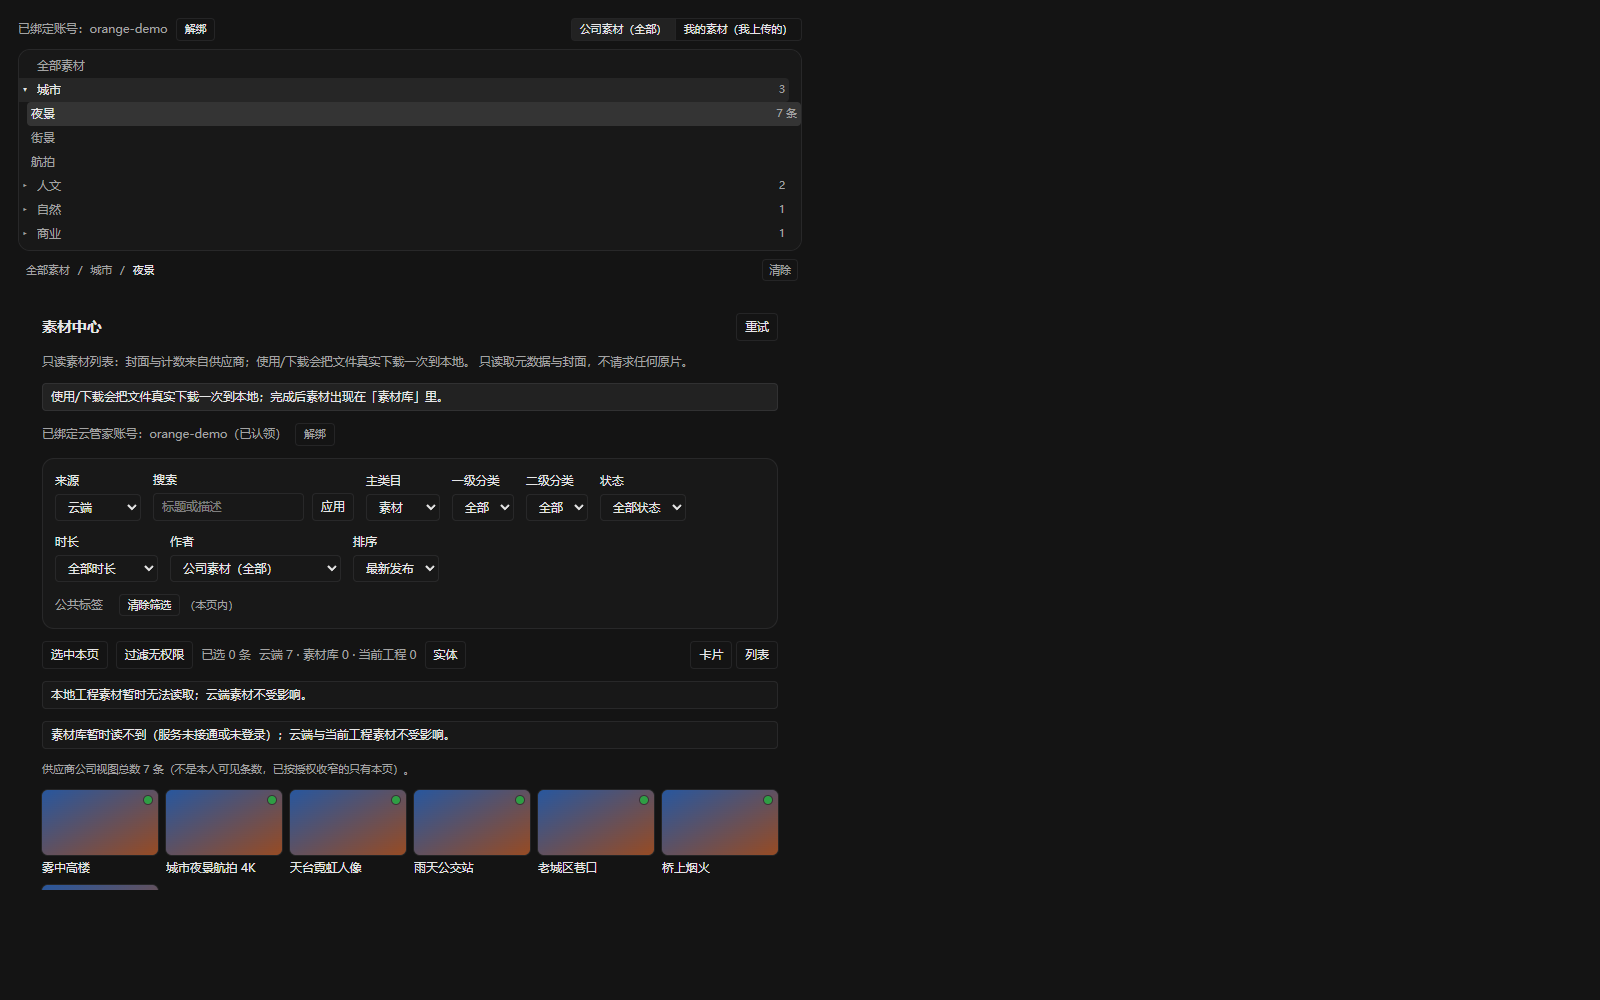 已绑定账号：orange-demo 解绑 公司素材（全部） 我的素材（我上传的）
全部素材
城市 3
夜景 7 条
街景
航拍
人文 2
自然 1
商业 1
全部素材 / 城市 / 夜景 清除
素材中心 重试
只读素材列表：封面与计数来自供应商；使用/下载会把文件真实下载一次到本地。 只读取元数据与封面，不请求任何原片。
使用/下载会把文件真实下载一次到本地；完成后素材出现在「素材库」里。
已绑定云管家账号：orange-demo（已认领） 解绑
来源 搜索 主类目 一级分类 二级分类 状态
云端 标题或描述 应用 素材 全部 全部 全部状态
时长 作者 排序
全部时长 公司素材（全部） 最新发布
公共标签 清除筛选 （本页内）
选中本页 过滤无权限 已选 0 条 云端 7 · 素材库 0 · 当前工程 0 实体 卡片 列表
本地工程素材暂时无法读取；云端素材不受影响。
素材库暂时读不到（服务未接通或未登录）；云端与当前工程素材不受影响。
供应商公司视图总数 7 条（不是本人可见条数，已按授权收窄的只有本页）。
雾中高楼 城市夜景航拍 4K 天台霓虹人像 雨天公交站 老城区巷口 桥上烟火